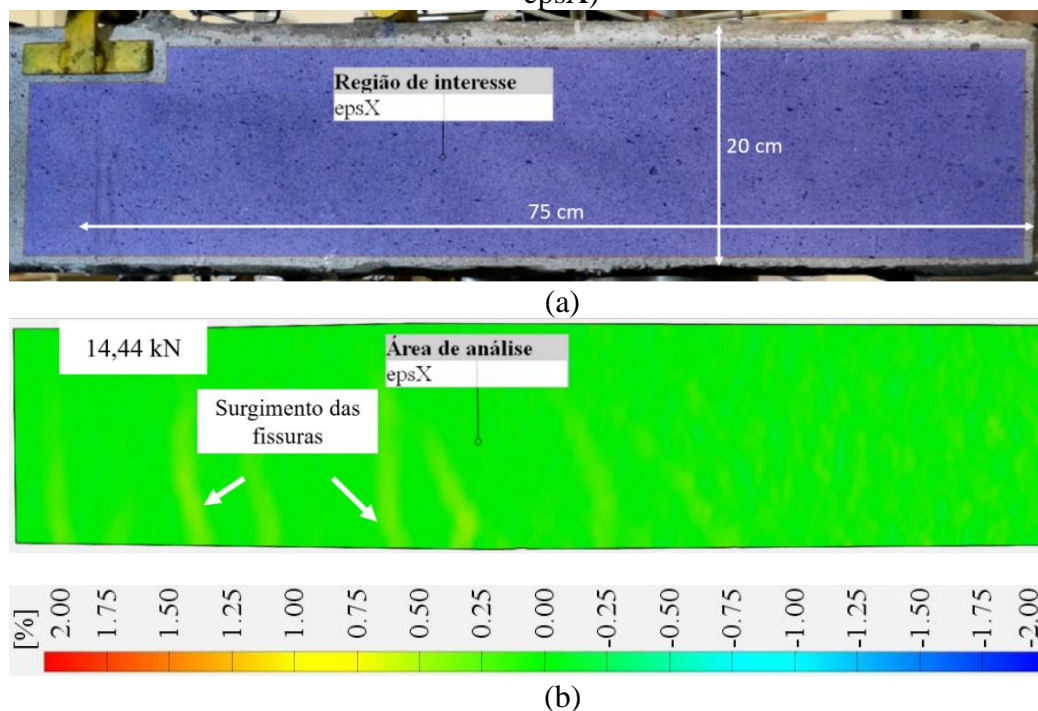 epsX)
Região de interesse
epsX
20 cm
75 cm
(a)
14,44 kN
Área de análise
epsX
Surgimento das
fissuras
[%]
2.00
1.75
1.50
1.25
1.00
0.75
0.50
0.25
0.00
-0.25
-0.50
-0.75
-1.00
-1.25
-1.50
-1.75
-2.00
(b)